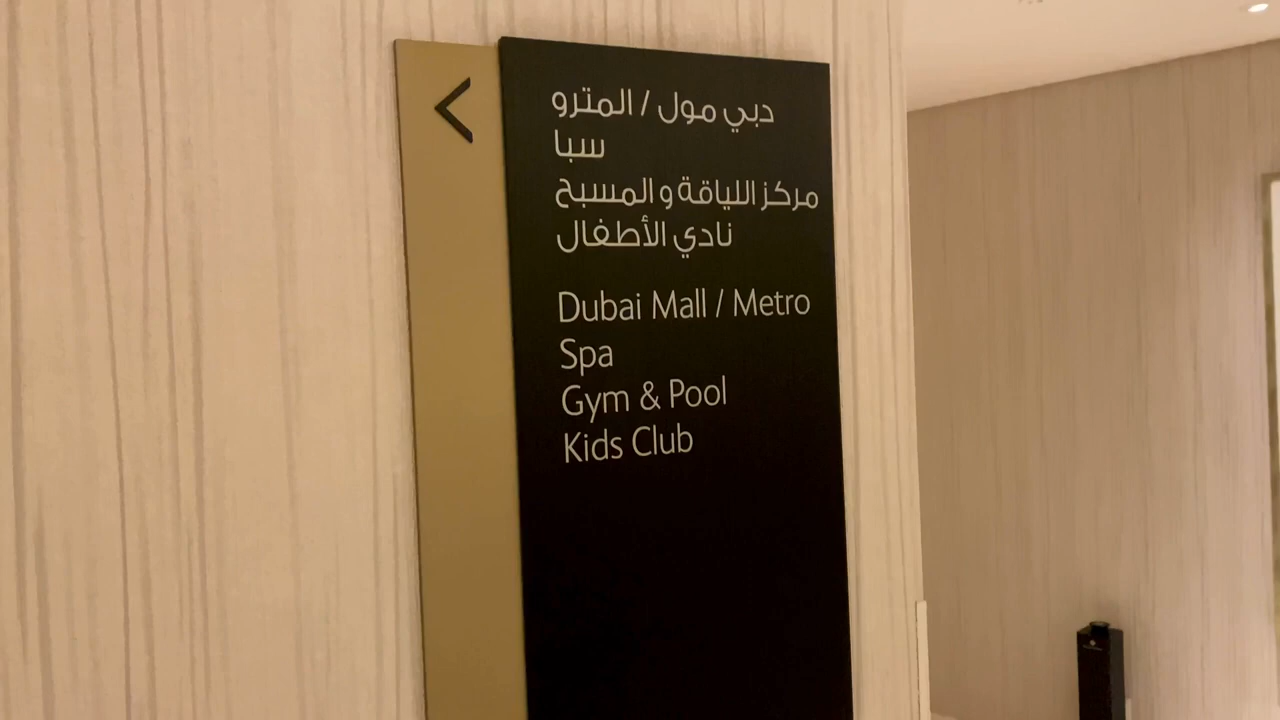 دبي مول / المترو
سبا
مركز اللياقة و المسبح
نادي الأطفال
Dubai Mall / Metro
Spa
Gym & Pool
Kids Club